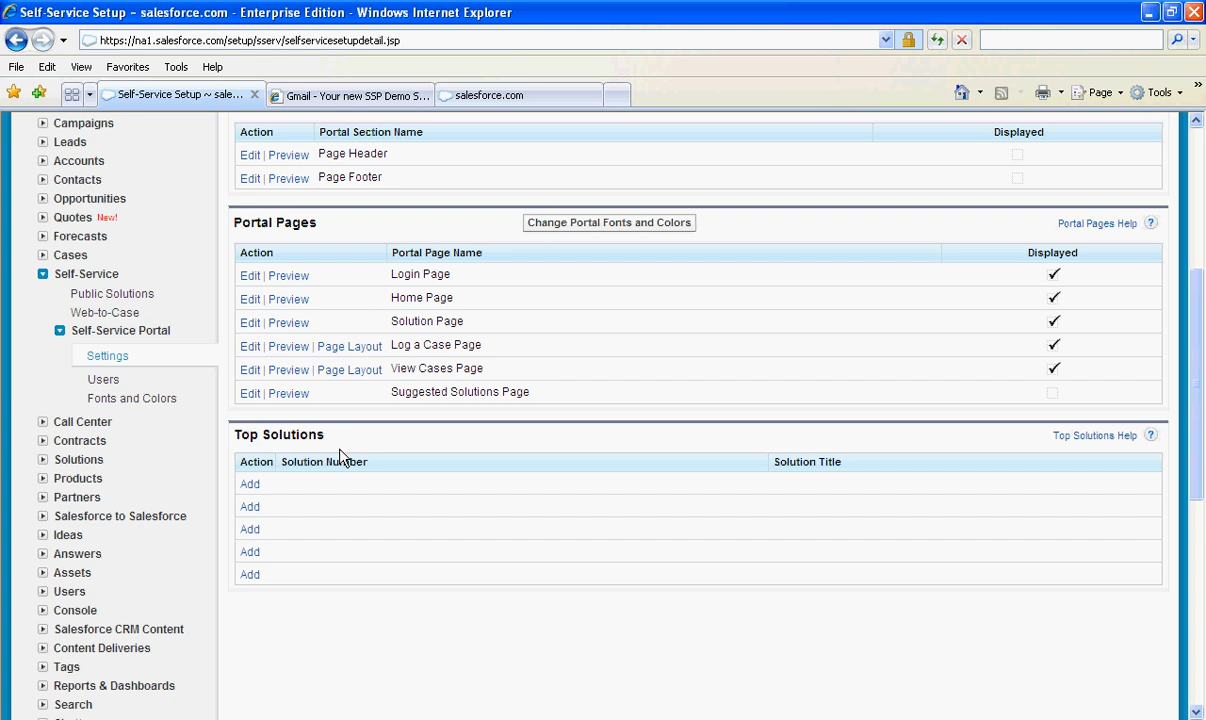 Self-Service Setup ~ salesforce.com - Enterprise Edition - Windows Internet Explorer
https://na1.salesforce.com/setup/sserv/selfservicesetupdetail.jsp
File Edit View Favorites Tools Help
Self-Service Setup ~ sale... Gmail - Your new SSP Demo S... salesforce.com Page Tools »
Campaigns
Leads
Accounts
Contacts
Opportunities
Quotes New!
Forecasts
Cases
Self-Service
Public Solutions
Web-to-Case
Self-Service Portal
Settings
Users
Fonts and Colors
Call Center
Contracts
Solutions
Products
Partners
Salesforce to Salesforce
Ideas
Answers
Assets
Users
Console
Salesforce CRM Content
Content Deliveries
Tags
Reports & Dashboards
Search
Action Portal Section Name Displayed
Edit | Preview Page Header
Edit | Preview Page Footer
Portal Pages Change Portal Fonts and Colors Portal Pages Help ?
Action Portal Page Name Displayed
Edit | Preview Login Page
Edit | Preview Home Page
Edit | Preview Solution Page
Edit | Preview | Page Layout Log a Case Page
Edit | Preview | Page Layout View Cases Page
Edit | Preview Suggested Solutions Page
Top Solutions Top Solutions Help ?
Action Solution Number Solution Title
Add
Add
Add
Add
Add